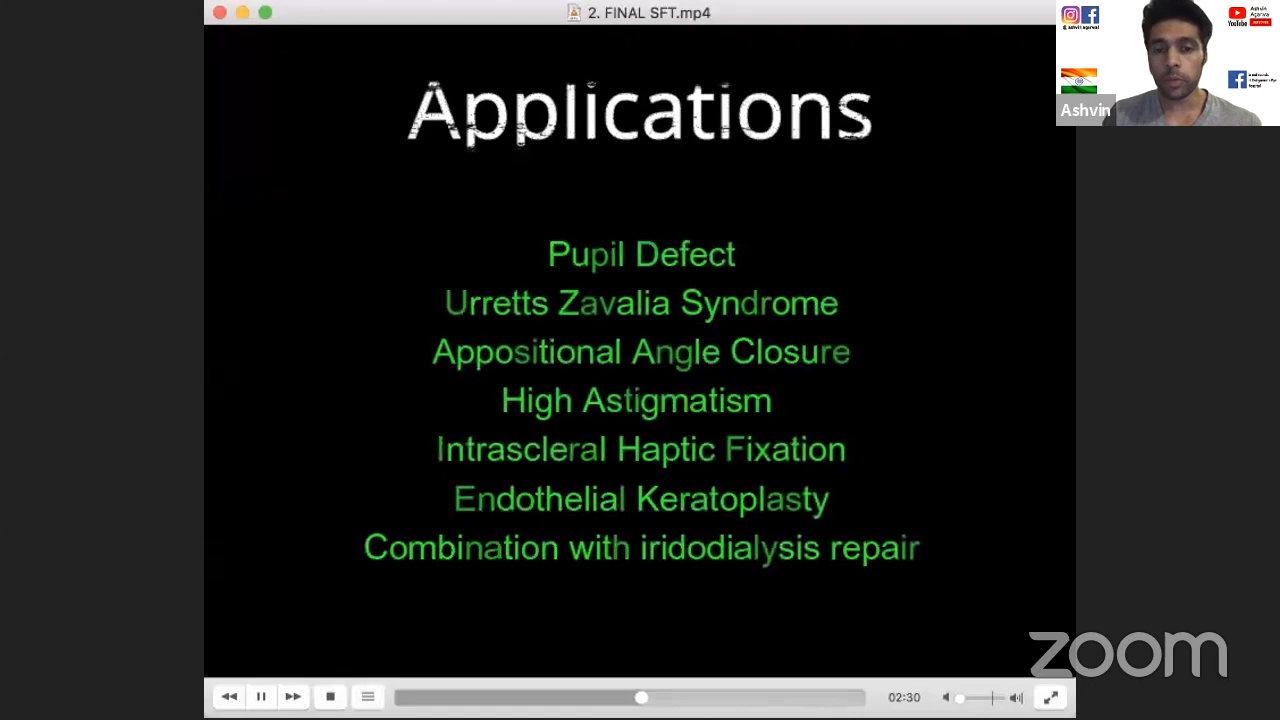 2. FINAL SFT.mp4
Applications
Pupil Defect
Urretts Zavalia Syndrome
Appositional Angle Closure
High Astigmatism
Intrascleral Haptic Fixation
Endothelial Keratoplasty
Combination with iridodialysis repair
02:30
Ashvin
YouTube
zoom